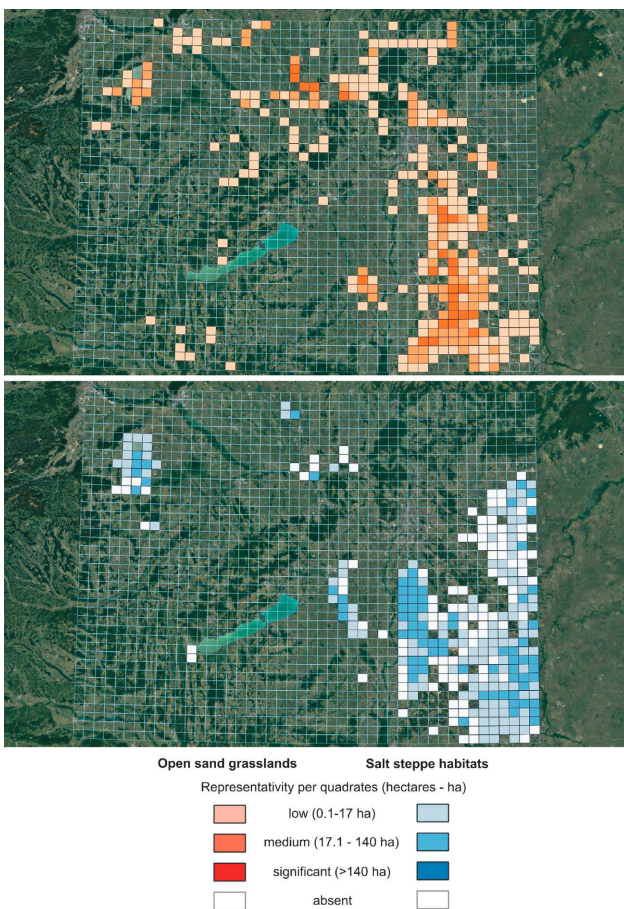 Open sand grasslands Salt steppe habitats
Representativity per quadrates (hectares - ha)
low (0.1-17 ha)
medium (17.1 - 140 ha)
significant (>140 ha)
absent